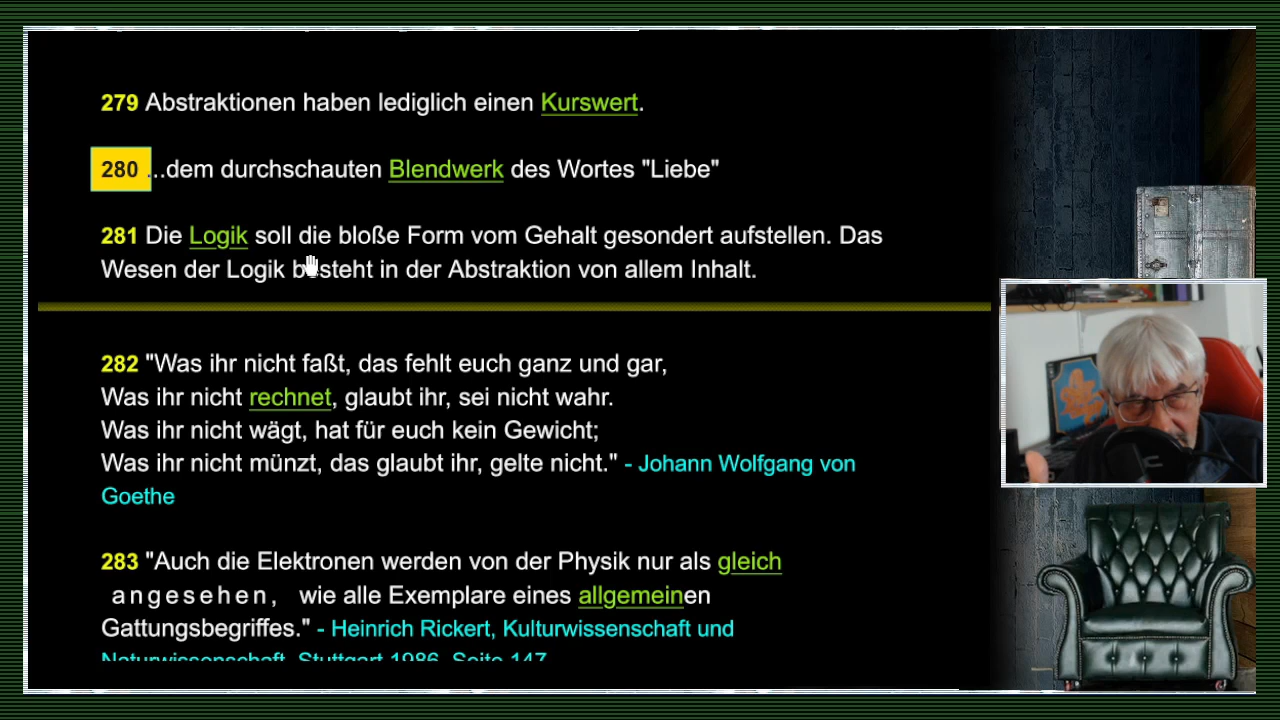 279 Abstraktionen haben lediglich einen Kurswert.
280 ...dem durchschauten Blendwerk des Wortes "Liebe"
281 Die Logik soll die bloße Form vom Gehalt gesondert aufstellen. Das
Wesen der Logik besteht in der Abstraktion von allem Inhalt.
282 "Was ihr nicht faßt, das fehlt euch ganz und gar,
Was ihr nicht rechnet, glaubt ihr, sei nicht wahr.
Was ihr nicht wägt, hat für euch kein Gewicht;
Was ihr nicht münzt, das glaubt ihr, gelte nicht." - Johann Wolfgang von
Goethe
283 "Auch die Elektronen werden von der Physik nur als gleich
angesehen, wie alle Exemplare eines allgemeinen
Gattungsbegriffes." - Heinrich Rickert, Kulturwissenschaft und
Naturwissenschaft, Stuttgart 1986, Seite 147